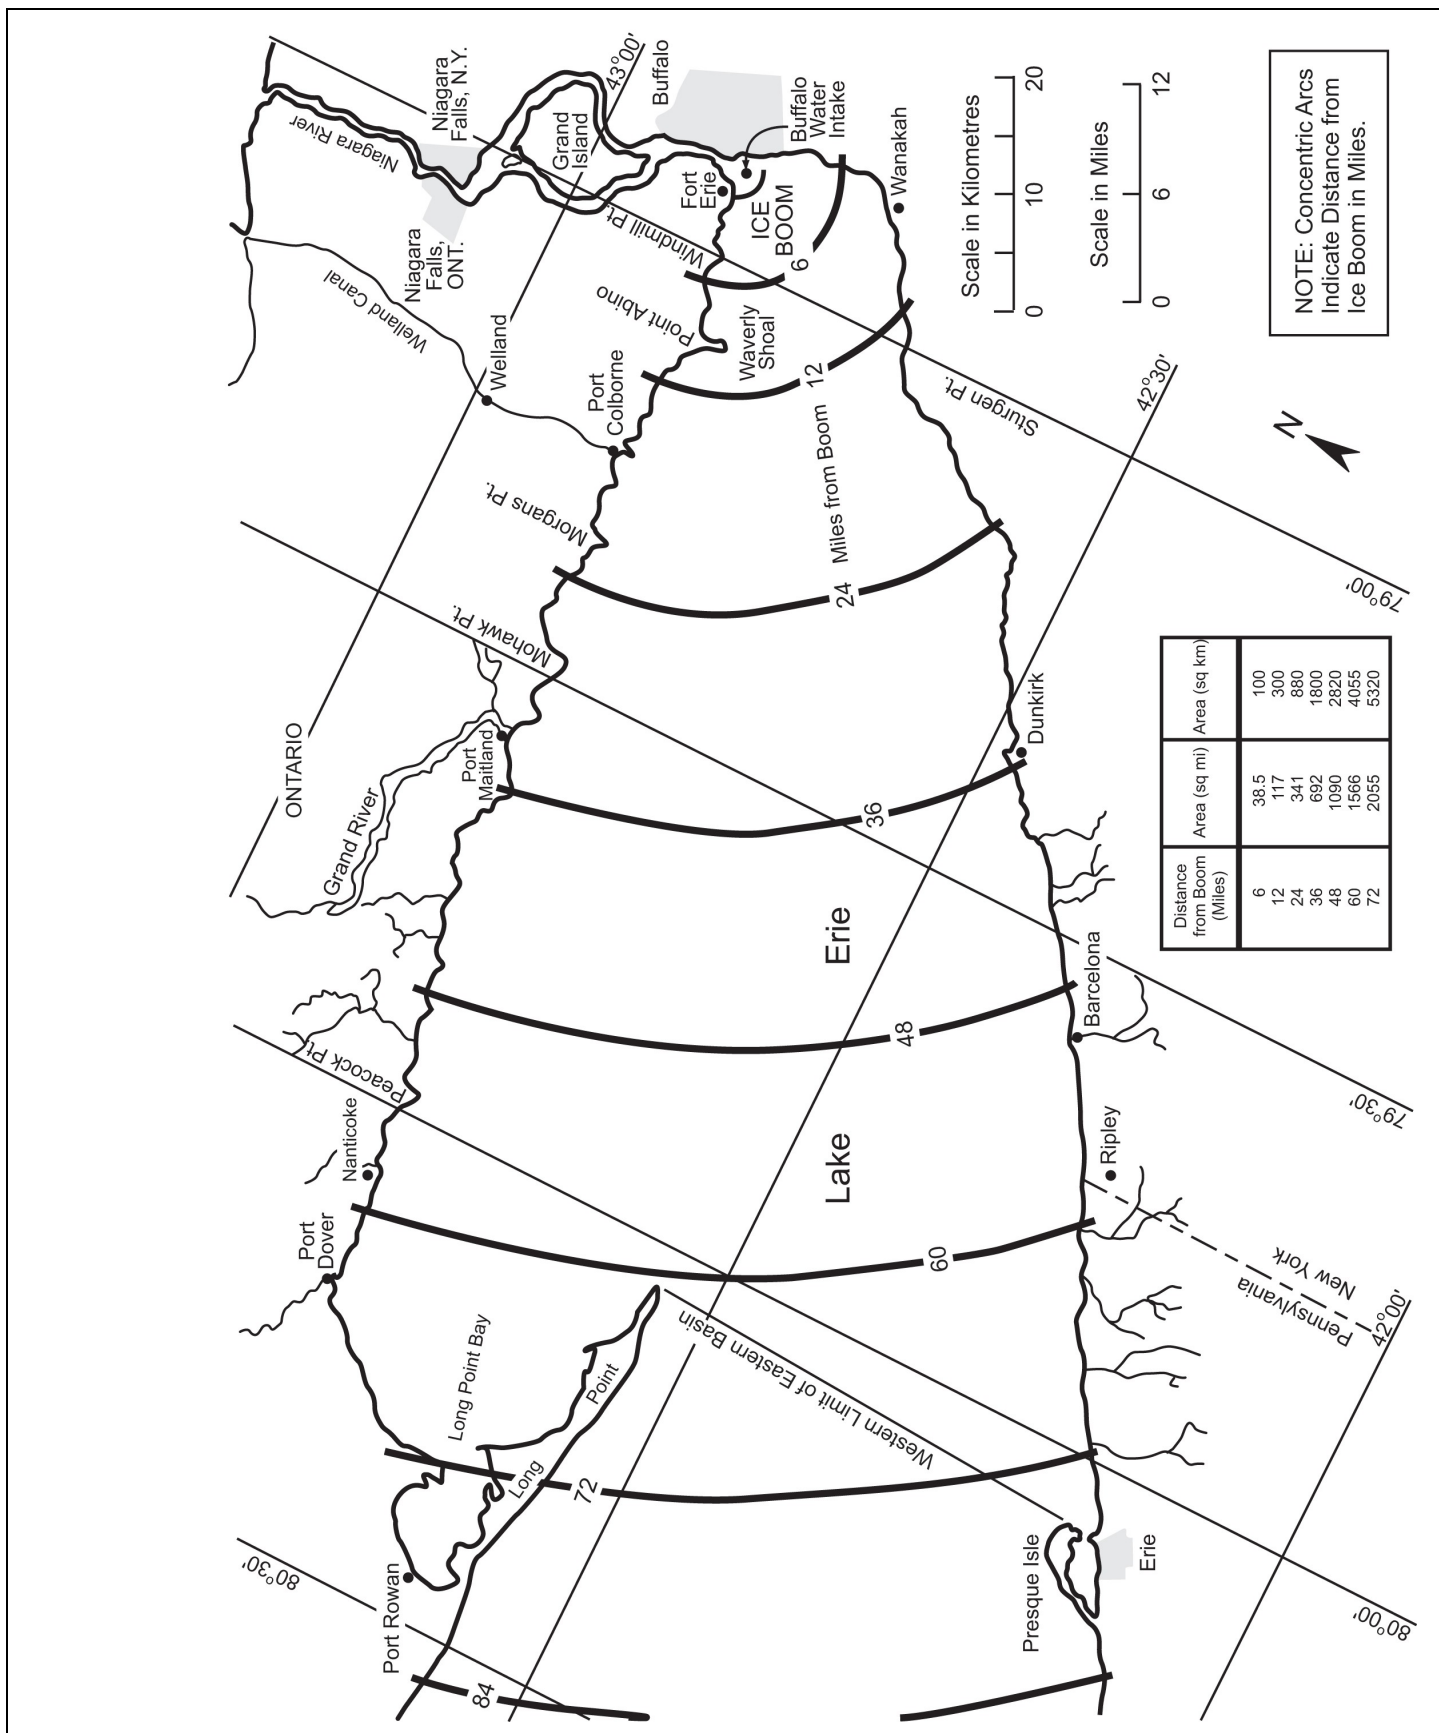 Niagara
Falls, N.Y.
Niagara River
Grand
Island
43°00'
Buffalo
Buffalo
Water
Intake
Wanakah
Fort
Erie
ICE
BOOM
Windmill Pt.
Niagara
Falls,
ONT.
Welland Canal
Welland
Point Abino
Port
Colborne
Waverly
Shoal
6
12
Miles from Boom
24
36
48
60
72
84
Sturgen Pt.
Morgans Pt.
Mohawk Pt.
ONTARIO
Port
Maitland
Grand River
Dunkirk
Lake Erie
Barcelona
Peacock Pt.
Nanticoke
Port
Dover
Ripley
New York
Pennsylvania
Long Point Bay
Long Point
Western Limit of Eastern Basin
Port Rowan
Presque Isle
Erie
42°30'
42°00'
79°00'
79°30'
80°00'
80°30'
N
Scale in Kilometres
0 10 20
Scale in Miles
0 6 12
NOTE: Concentric Arcs
Indicate Distance from
Ice Boom in Miles.
Distance
from Boom
(Miles)
Area (sq mi)
Area (sq km)
6 38.5 100
12 117 300
24 341 880
36 692 1800
48 1090 2820
60 1566 4055
72 2055 5320